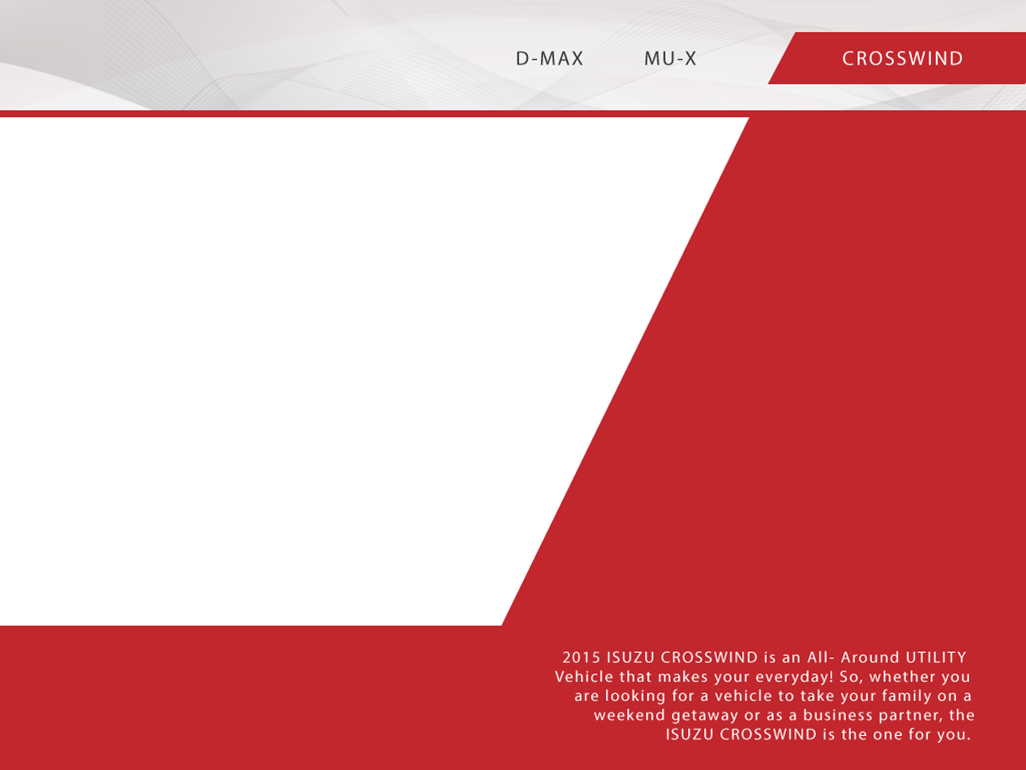 D-MAX MU-X CROSSWIND
2015 ISUZU CROSSWIND is an All- Around UTILITY
Vehicle that makes your everyday! So, whether you
are looking for a vehicle to take your family on a
weekend getaway or as a business partner, the
ISUZU CROSSWIND is the one for you.